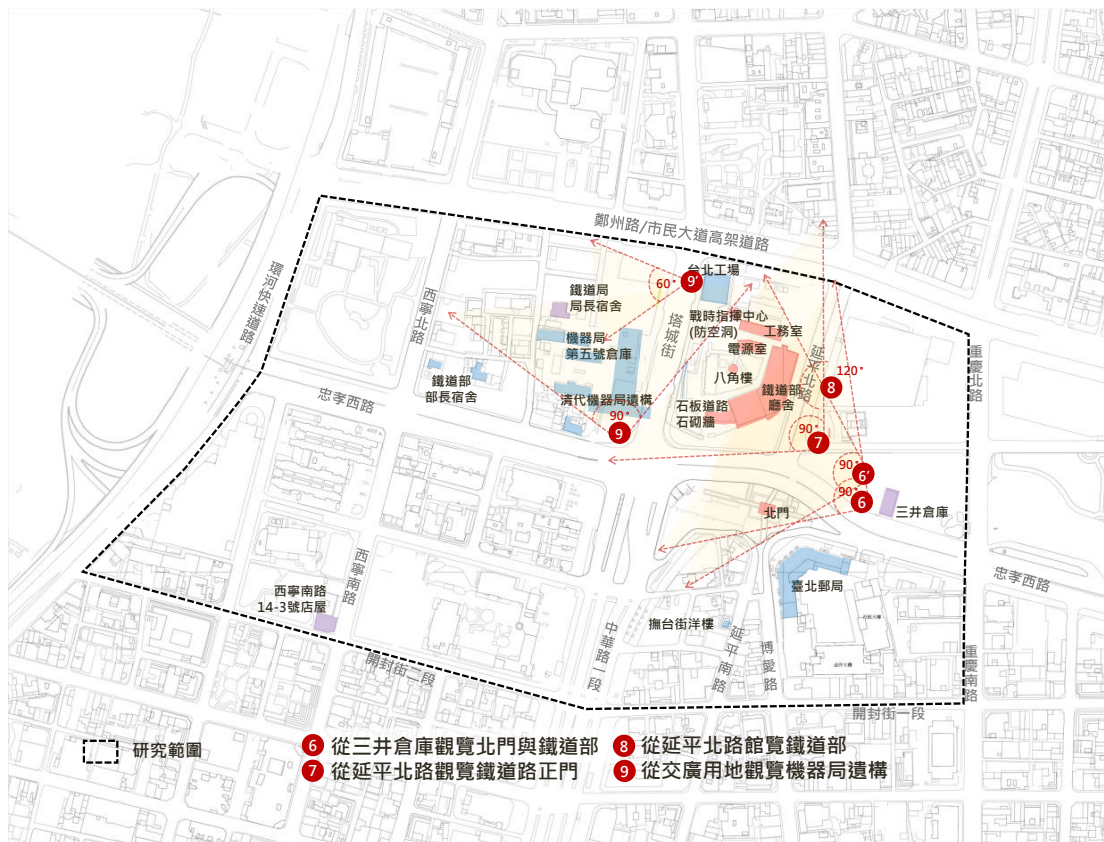 鄭州路/市民大道高架道路
環河快速道路
西寧北路
台北工場
9'
60°
鐵道局
局長宿舍
塔城街
戰時指揮中心
(防空洞)
工務室
機器局
第五號倉庫
電源室
延平北路
重慶北路
八角樓
120°
8
鐵道部
部長宿舍
鐵道部
廳舍
忠孝西路
清代機器局遺構
石板道路
石砌牆
90°
9
90°
7
90°
6'
90°
6
北門
三井倉庫
西寧南路
臺北郵局
忠孝西路
西寧南路
14-3號店屋
撫台街洋樓
中華路一段
延平南路
博愛路
重慶南路
開封街二段
開封街一段
研究範圍
6 從三井倉庫觀覽北門與鐵道部
8 從延平北路館覽鐵道部
7 從延平北路觀覽鐵道路正門
9 從交廣用地觀覽機器局遺構